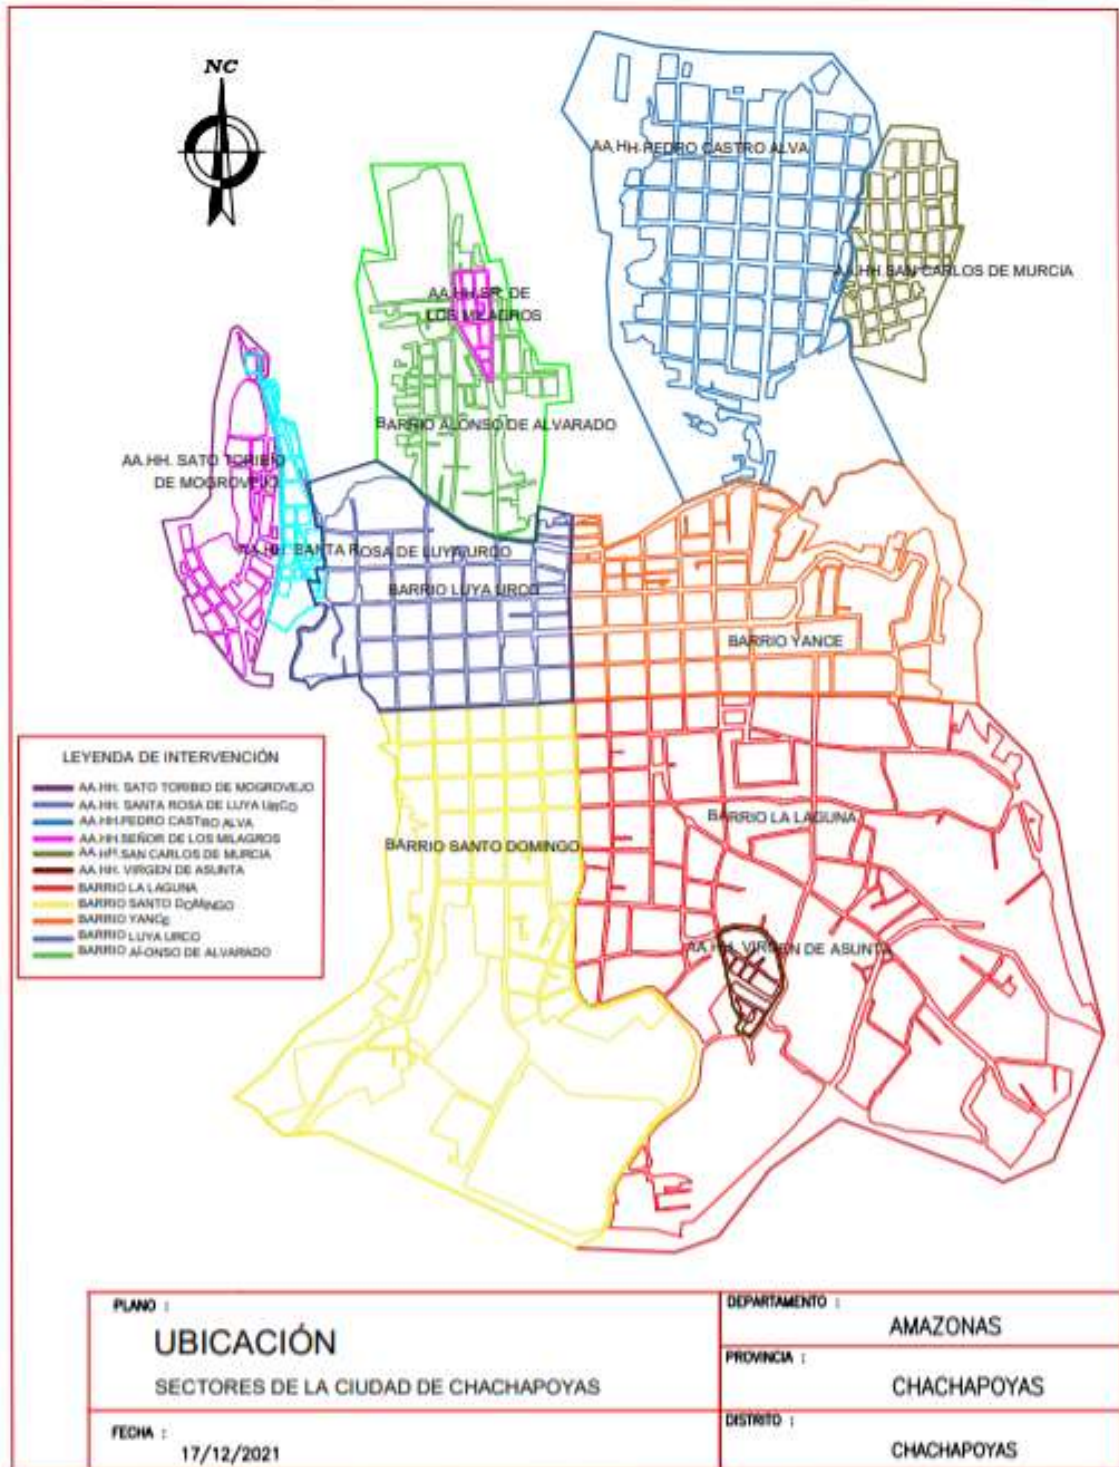 NC
AA.HH.PEDRO CASTRO ALVA
AA.HH.SAN CARLOS DE MURCIA
AA.HH.SR. DE
LOS MILAGROS
BARRIO ALONSO DE ALVARADO
AA.HH. SATO TORIBIO
DE MOGROVEJO
AA.HH. SANTA ROSA DE LUYA URCO
BARRIO LUYA URCO
BARRIO YANCE
LEYENDA DE INTERVENCIÓN
AA.HH. SATO TORIBIO DE MOGROVEJO
AA.HH. SANTA ROSA DE LUYA URCO
AA.HH.PEDRO CASTRO ALVA
AA.HH.SEÑOR DE LOS MILAGROS
AA.HH.SAN CARLOS DE MURCIA
AA.HH. VIRGEN DE ASUNTA
BARRIO LA LAGUNA
BARRIO SANTO DOMINGO
BARRIO YANCE
BARRIO LUYA URCO
BARRIO ALONSO DE ALVARADO
BARRIO LA LAGUNA
BARRIO SANTO DOMINGO
AA.HH. VIRGEN DE ASUNTA
PLANO :
UBICACIÓN
SECTORES DE LA CIUDAD DE CHACHAPOYAS
FECHA :
17/12/2021
DEPARTAMENTO :
AMAZONAS
PROVINCIA :
CHACHAPOYAS
DISTRITO :
CHACHAPOYAS